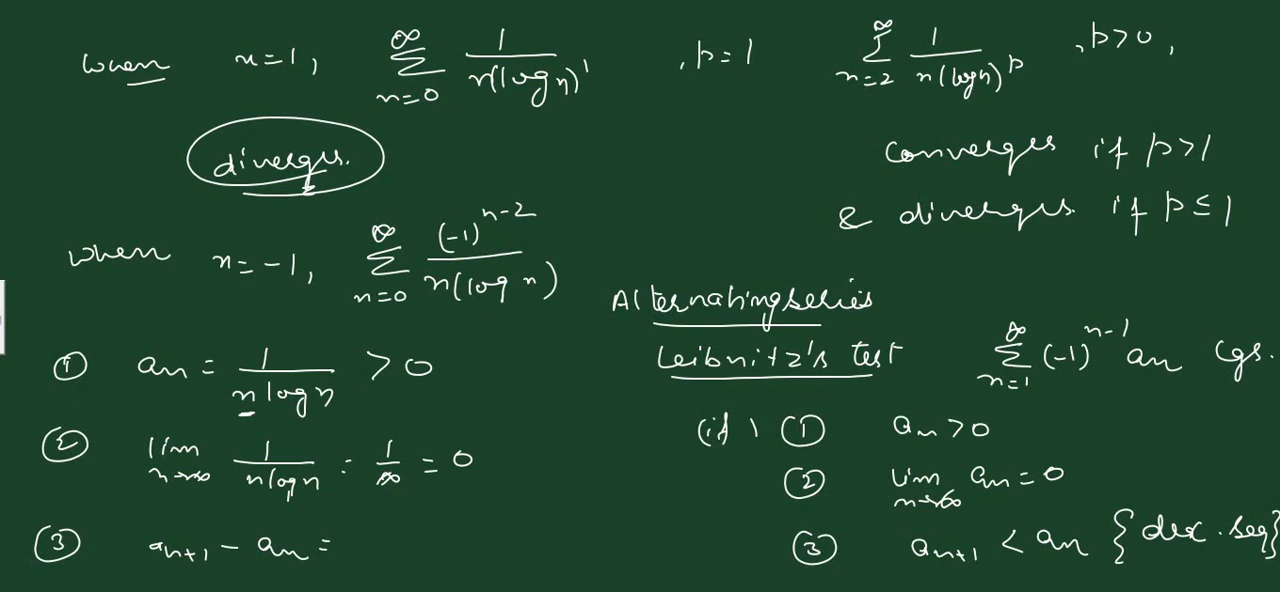 when x=1, ∞ Σ n=0 1/n(log n)^1 , p=1
diverges.
when x=-1, ∞ Σ n=0 (-1)^(n-2)/n(log n)
① an = 1/n log n > 0
② lim n→∞ 1/n log n = 1/∞ = 0
③ an+1 - an =
∞ Σ n=2 1/n(log n)^p , p>0,
converges if p>1
& diverges if p≤1
Alternating series
Leibnitz's test ∞ Σ n=1 (-1)^(n-1) an cgs.
(if) ① an>0
② lim n→∞ an=0
③ an+1 < an {dec. seq}